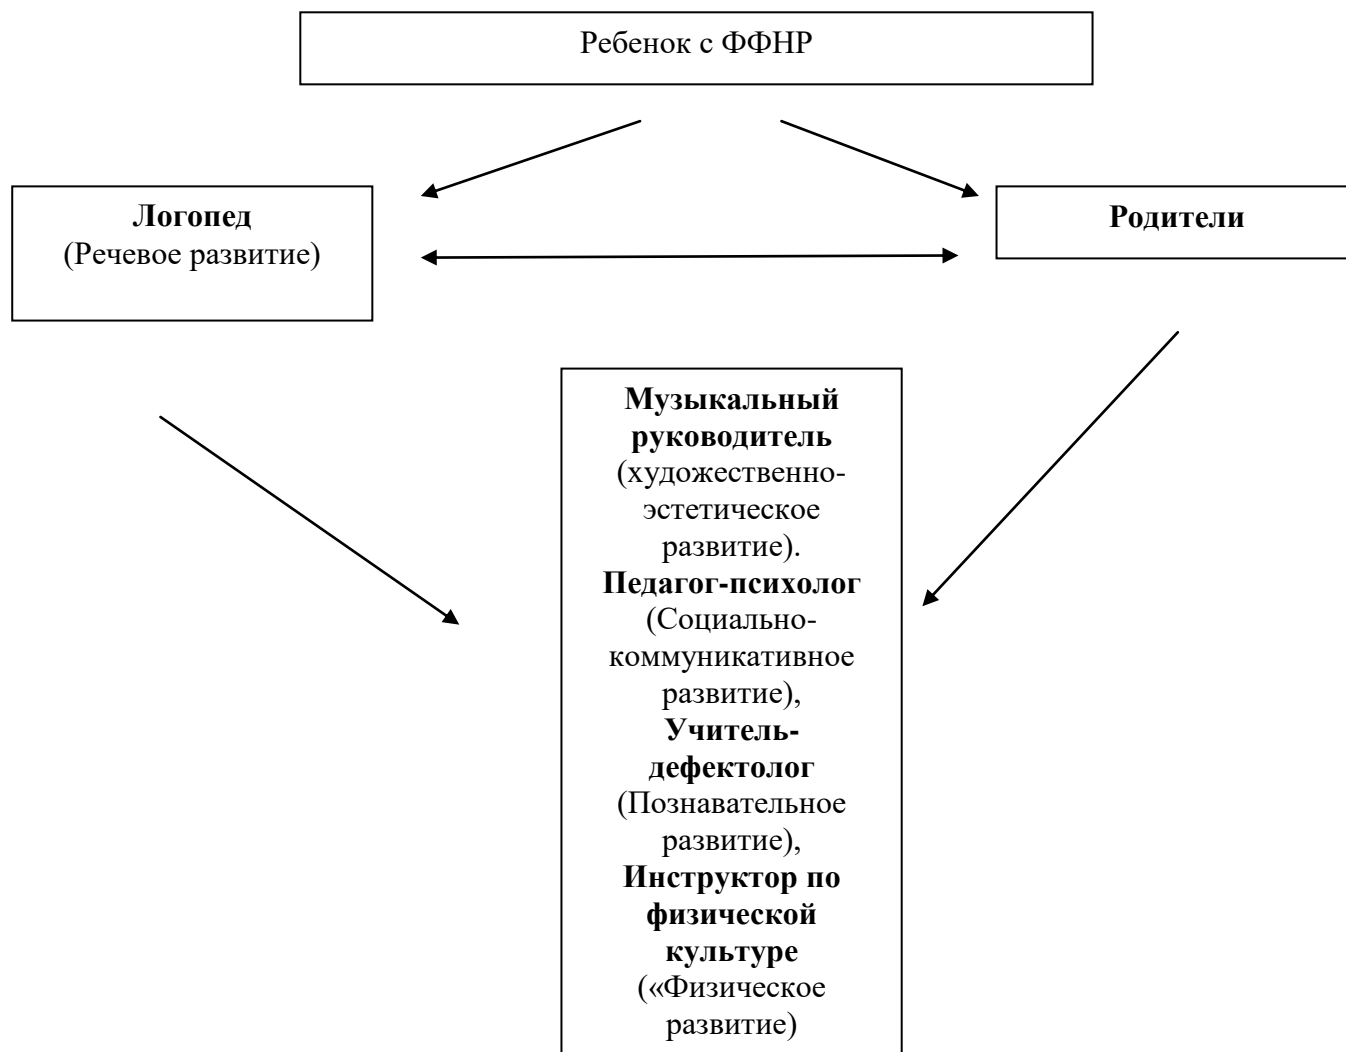 Ребенок с ФФНР
Логопед
(Речевое развитие)
Родители
Музыкальный
руководитель
(художественно-
эстетическое
развитие).
Педагог-психолог
(Социально-
коммуникативное
развитие),
Учитель-
дефектолог
(Познавательное
развитие),
Инструктор по
физической
культуре
(«Физическое
развитие)